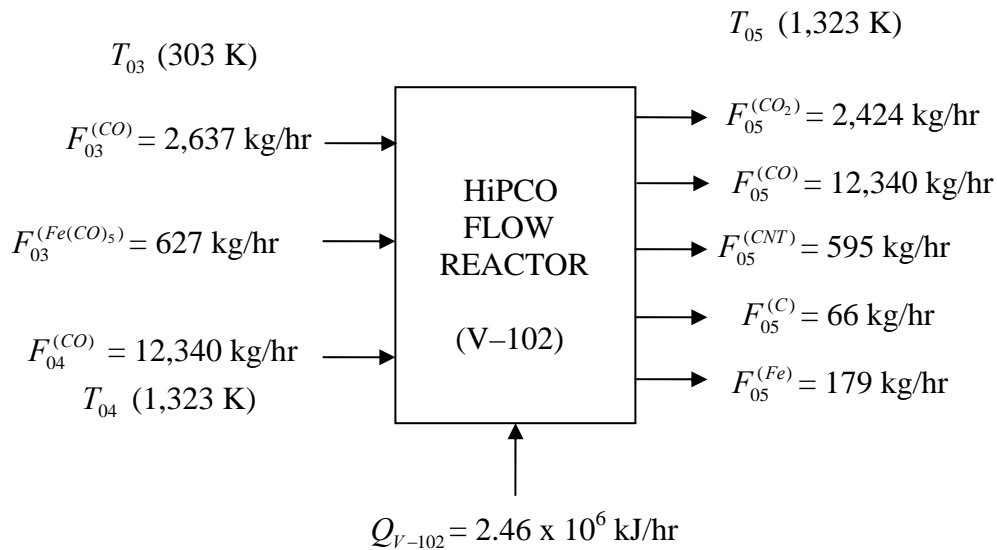 T₀₃ (303 K)
F₀₃^(CO) = 2,637 kg/hr
F₀₃^(Fe(CO)₅) = 627 kg/hr
F₀₄^(CO) = 12,340 kg/hr
T₀₄ (1,323 K)
HiPCO
FLOW
REACTOR
(V–102)
T₀₅ (1,323 K)
F₀₅^(CO₂) = 2,424 kg/hr
F₀₅^(CO) = 12,340 kg/hr
F₀₅^(CNT) = 595 kg/hr
F₀₅^(C) = 66 kg/hr
F₀₅^(Fe) = 179 kg/hr
Q_V–102 = 2.46 x 10⁶ kJ/hr